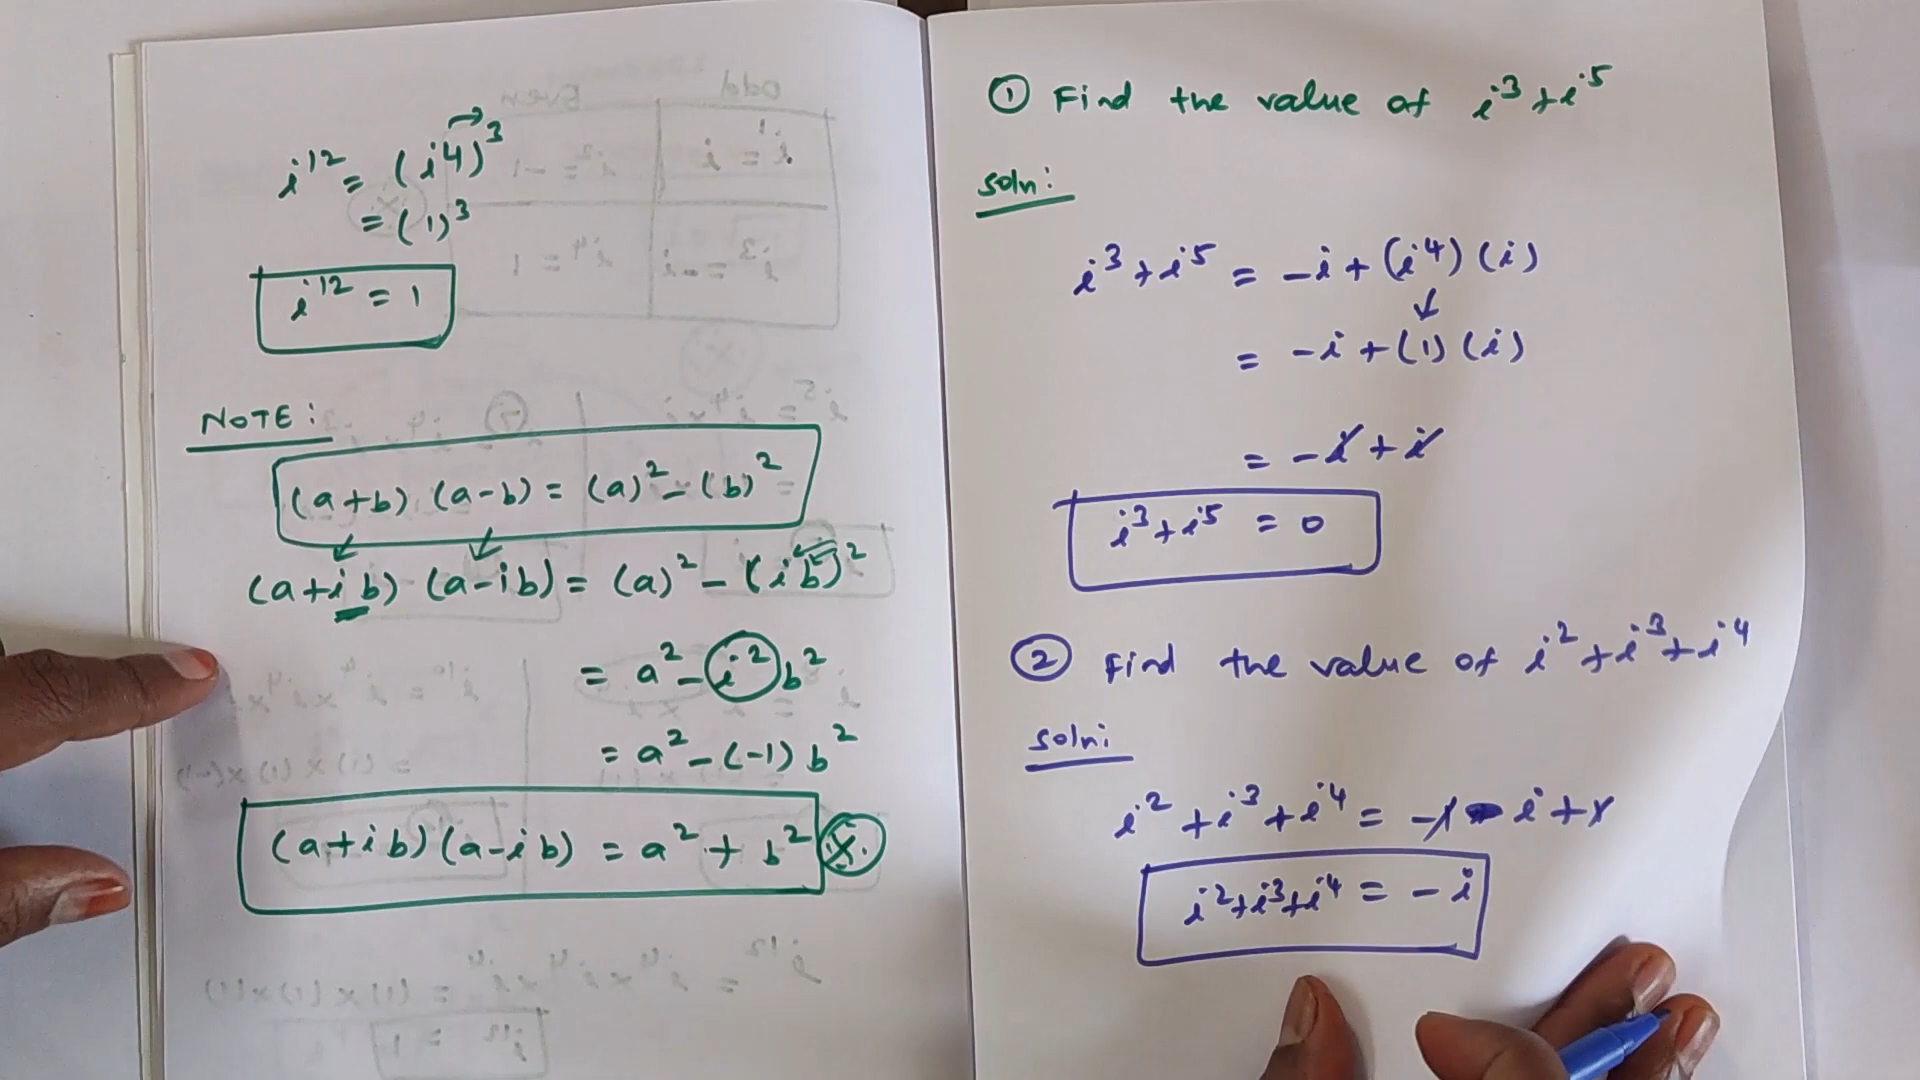 i¹² = (i⁴)³
= (1)³
i¹² = 1
NOTE:
(a+b) (a-b) = (a)² - (b)²
(a+ib) (a-ib) = (a)² - (ib)²
= a² - i² b²
= a² - (-1) b²
(a+ib) (a-ib) = a² + b²
① Find the value of i³+i⁵
Soln:
i³+i⁵ = -i + (i⁴) (i)
= -i + (1) (i)
= -i + i
i³+i⁵ = 0
② Find the value of i²+i³+i⁴
Soln:
i² + i³ + i⁴ = -1 - i + 1
i²+i³+i⁴ = -i